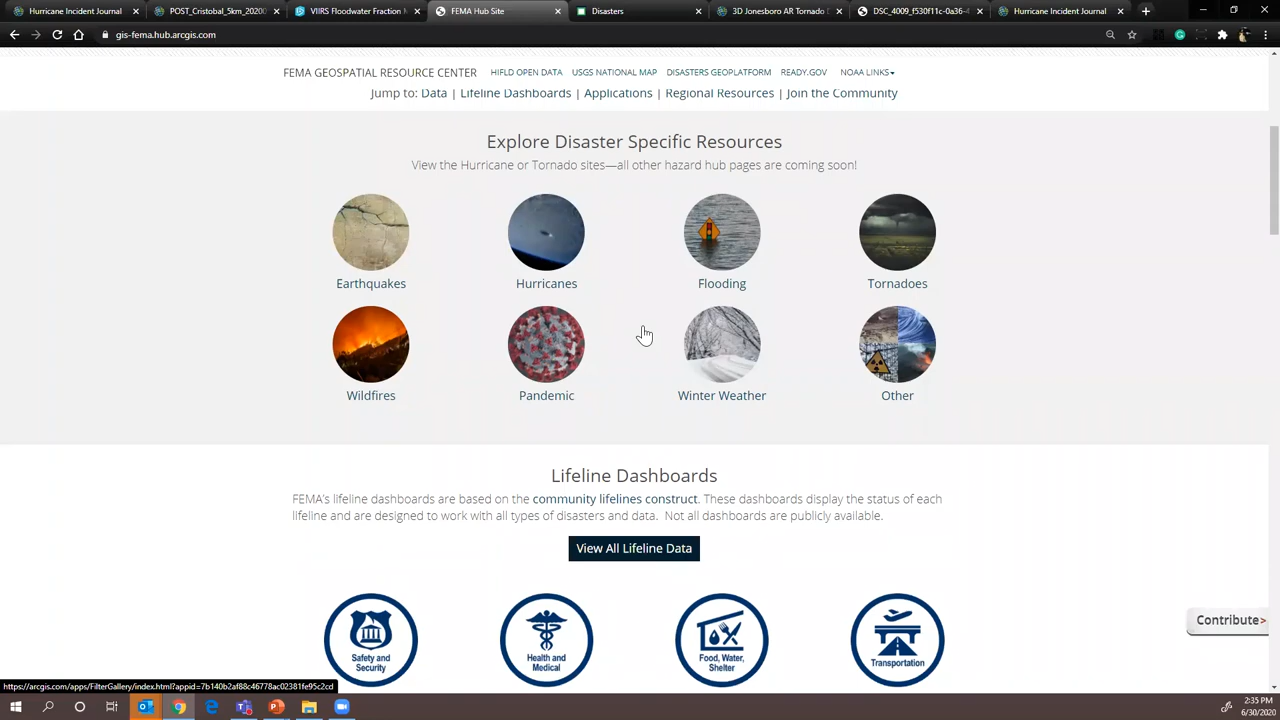 Hurricane Incident Journal
POST_Cristobal_5km_20200
VIIRS Floodwater Fraction M
FEMA Hub Site
Disasters
3D Jonesboro AR Tornado D
DSC_4009_f530f11c-0a36-4
Hurricane Incident Journal
gis-fema.hub.arcgis.com
FEMA GEOSPATIAL RESOURCE CENTER HIFLD OPEN DATA USGS NATIONAL MAP DISASTERS GEOPLATFORM READY.GOV NOAA LINKS
Jump to: Data | Lifeline Dashboards | Applications | Regional Resources | Join the Community
Explore Disaster Specific Resources
View the Hurricane or Tornado sites—all other hazard hub pages are coming soon!
Earthquakes
Hurricanes
Flooding
Tornadoes
Wildfires
Pandemic
Winter Weather
Other
Lifeline Dashboards
FEMA's lifeline dashboards are based on the community lifelines construct. These dashboards display the status of each
lifeline and are designed to work with all types of disasters and data. Not all dashboards are publicly available.
View All Lifeline Data
Safety and
Security
Health and
Medical
Food, Water,
Shelter
Transportation
Contribute>
https://arcgis.com/apps/FilterGallery/index.html?appid=7b140b2af88c46778ac02381fe95c2cd
2:35 PM
6/30/2020